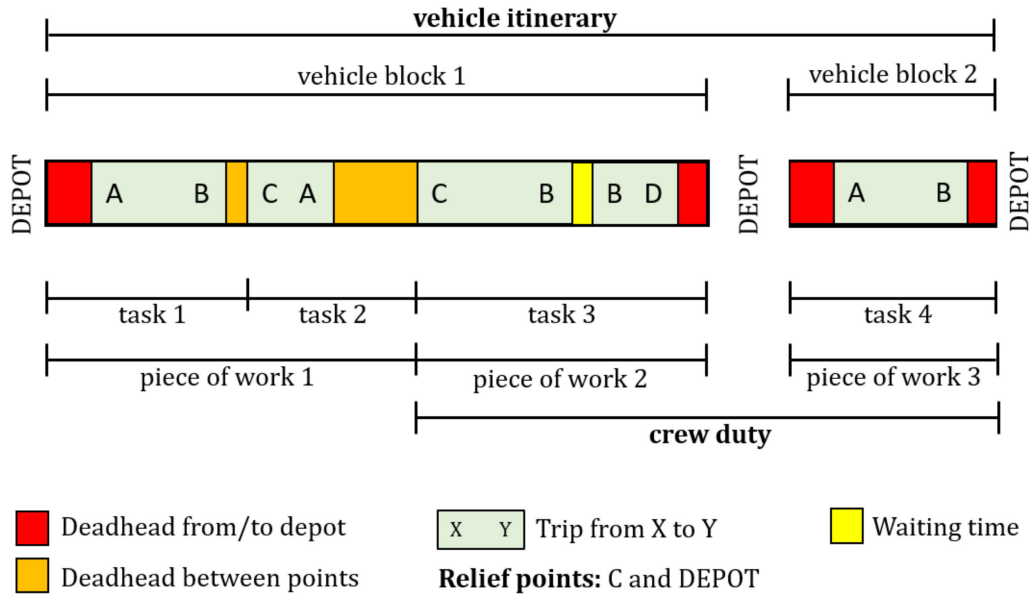 vehicle itinerary
vehicle block 1
vehicle block 2
DEPOT
A B C A C B B D
DEPOT
A B
DEPOT
task 1
task 2
task 3
task 4
piece of work 1
piece of work 2
piece of work 3
crew duty
Deadhead from/to depot
X Y Trip from X to Y
Waiting time
Deadhead between points
Relief points: C and DEPOT